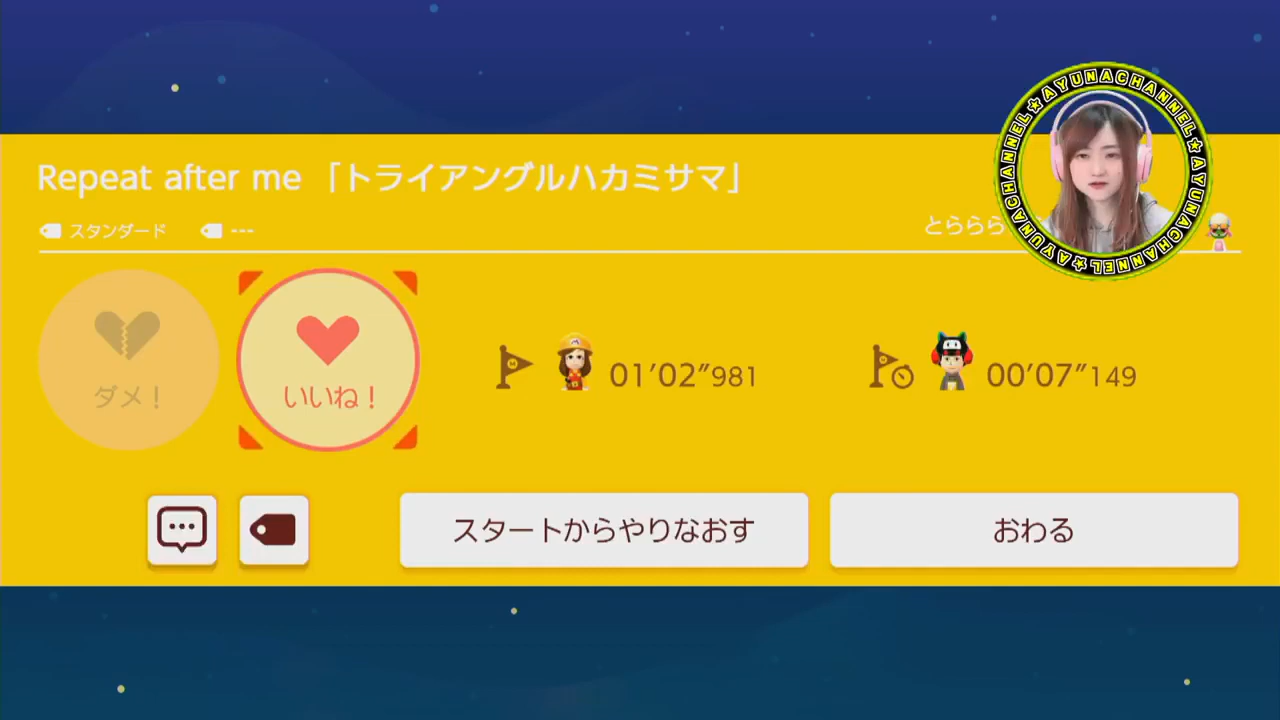 Repeat after me 「トライアングルハカミサマ」
スタンダード
---
とららら
AYUNACHANNEL★AYUNACHANNEL★AYUNACHANNEL★
ダメ！
いいね！
01'02"981
00'07"149
スタートからやりなおす
おわる